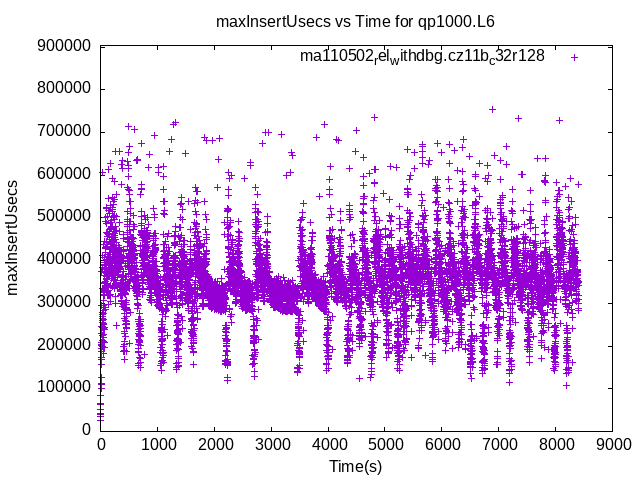 maxInsertUsecs vs Time for qp1000.L6
ma110502_rel_withdbg.cz11b_c32r128
900000
800000
700000
600000
500000
400000
300000
200000
100000
0
maxInsertUsecs
0 1000 2000 3000 4000 5000 6000 7000 8000 9000
Time(s)